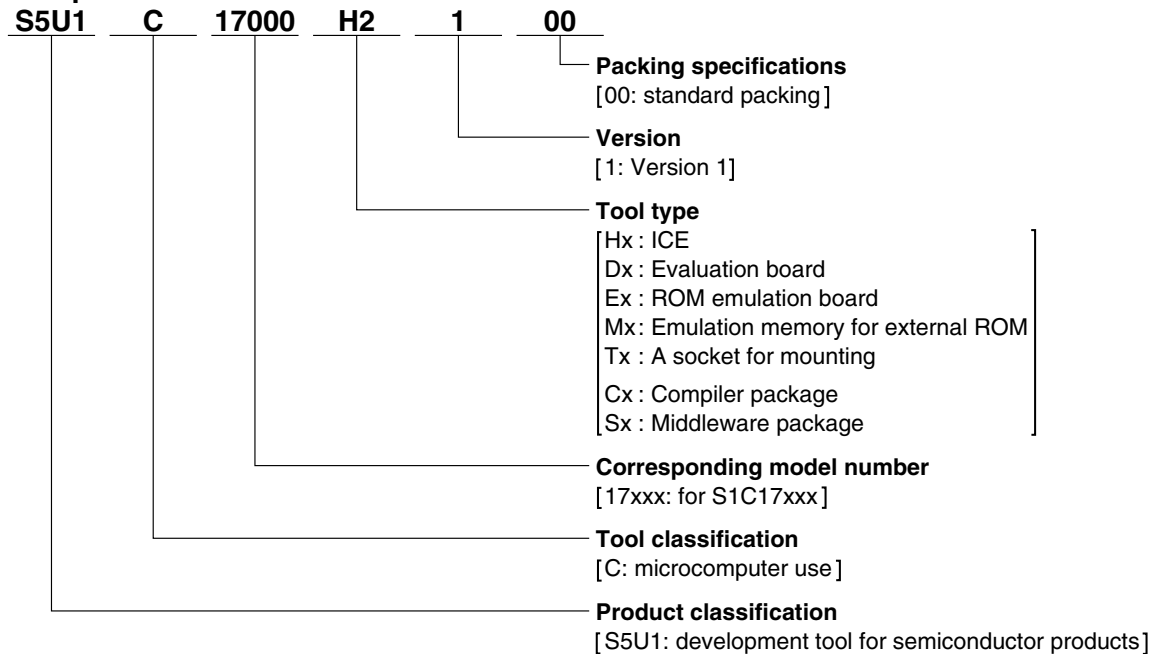 S5U1 C 17000 H2 1 00
Packing specifications
[00: standard packing]
Version
[1: Version 1]
Tool type
[Hx : ICE
Dx : Evaluation board
Ex : ROM emulation board
Mx: Emulation memory for external ROM
Tx : A socket for mounting
Cx : Compiler package
Sx : Middleware package]
Corresponding model number
[17xxx: for S1C17xxx]
Tool classification
[C: microcomputer use]
Product classification
[S5U1: development tool for semiconductor products]